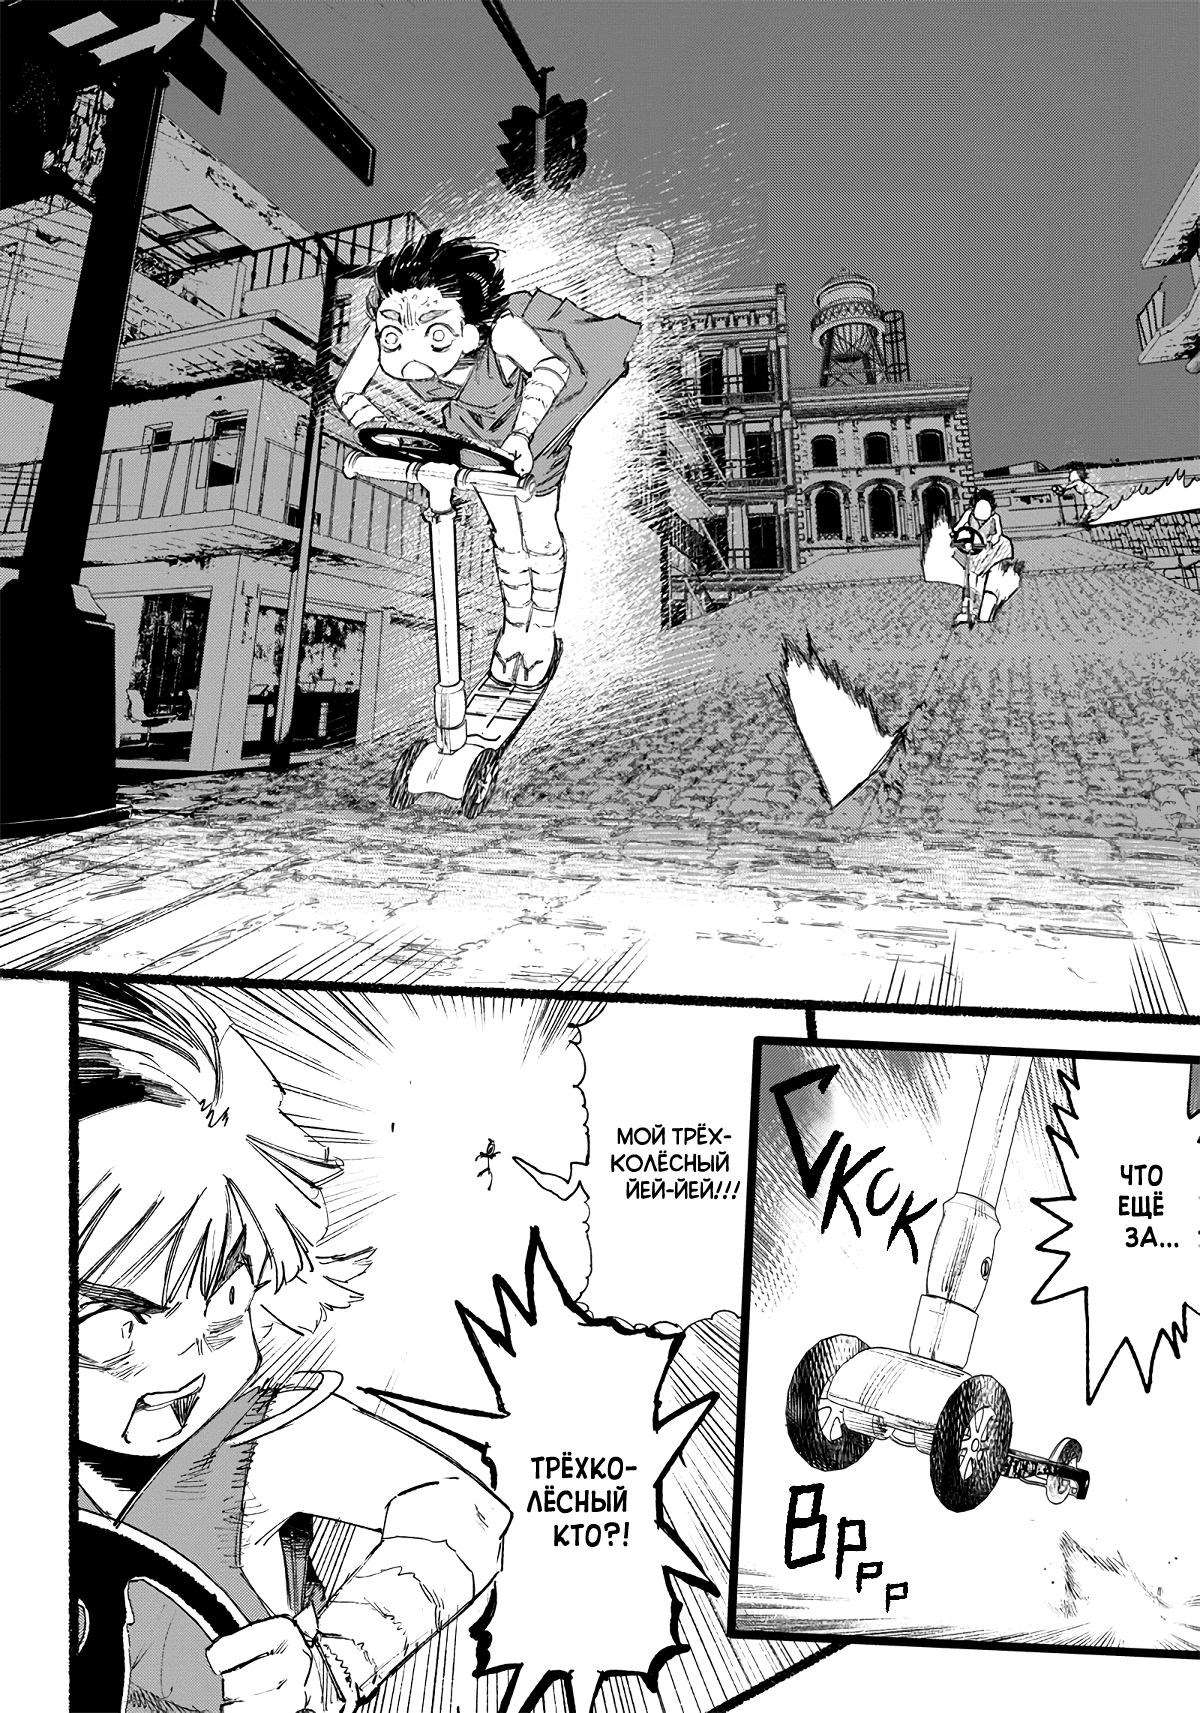 ЧТО
ЕЩЁ
ЗА...
СКОК
ВРРР
МОЙ ТРЁХ-
КОЛЁСНЫЙ
ЙЕЙ-ЙЕЙ!!!
ТРЁХКО-
ЛЁСНЫЙ
КТО?!